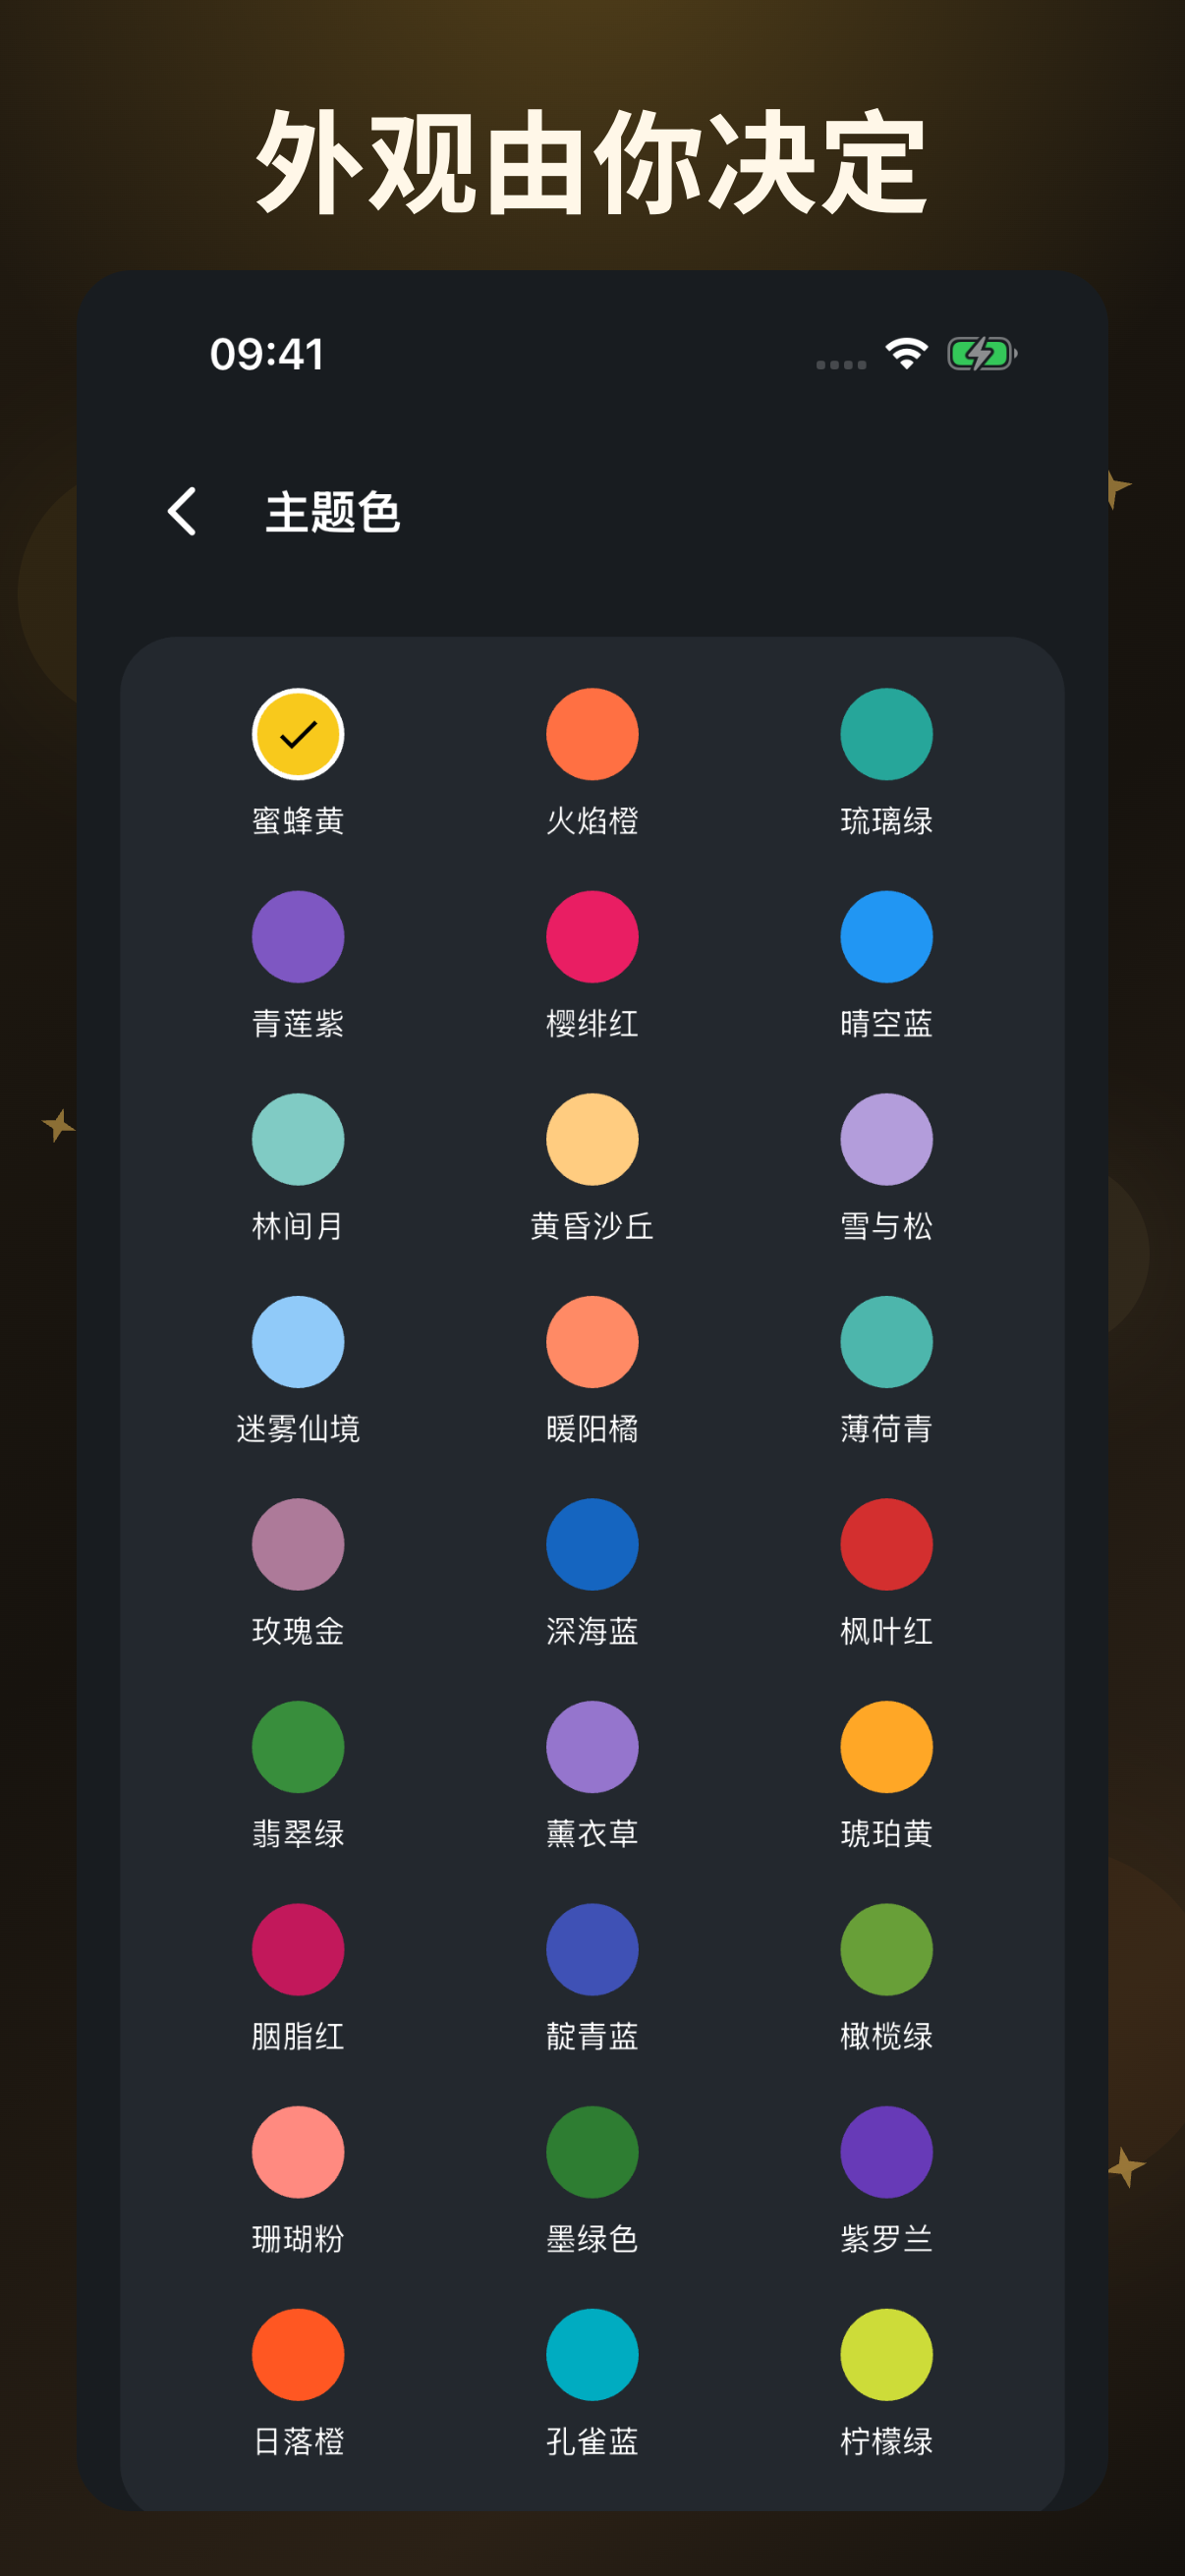 外观由你决定
09:41
主题色
蜜蜂黄 火焰橙 琉璃绿
青莲紫 樱绯红 晴空蓝
林间月 黄昏沙丘 雪与松
迷雾仙境 暖阳橘 薄荷青
玫瑰金 深海蓝 枫叶红
翡翠绿 薰衣草 琥珀黄
胭脂红 靛青蓝 橄榄绿
珊瑚粉 墨绿色 紫罗兰
日落橙 孔雀蓝 柠檬绿